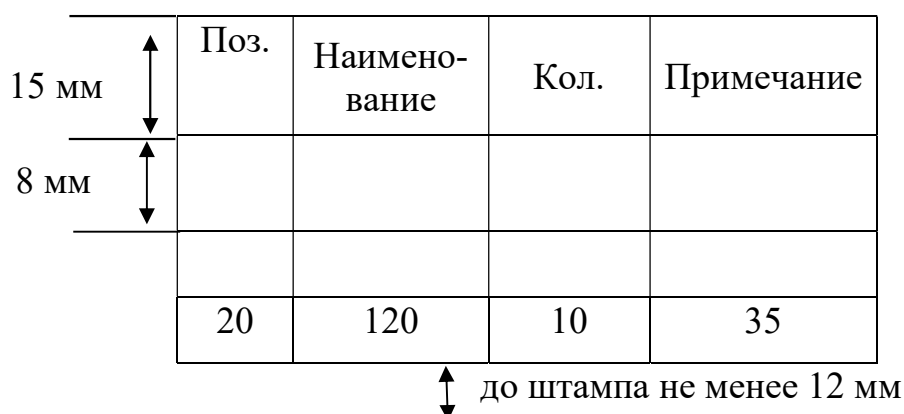 15 мм
Поз.
Наимено-
вание
Кол.
Примечание
8 мм
20
120
10
35
до штампа не менее 12 мм